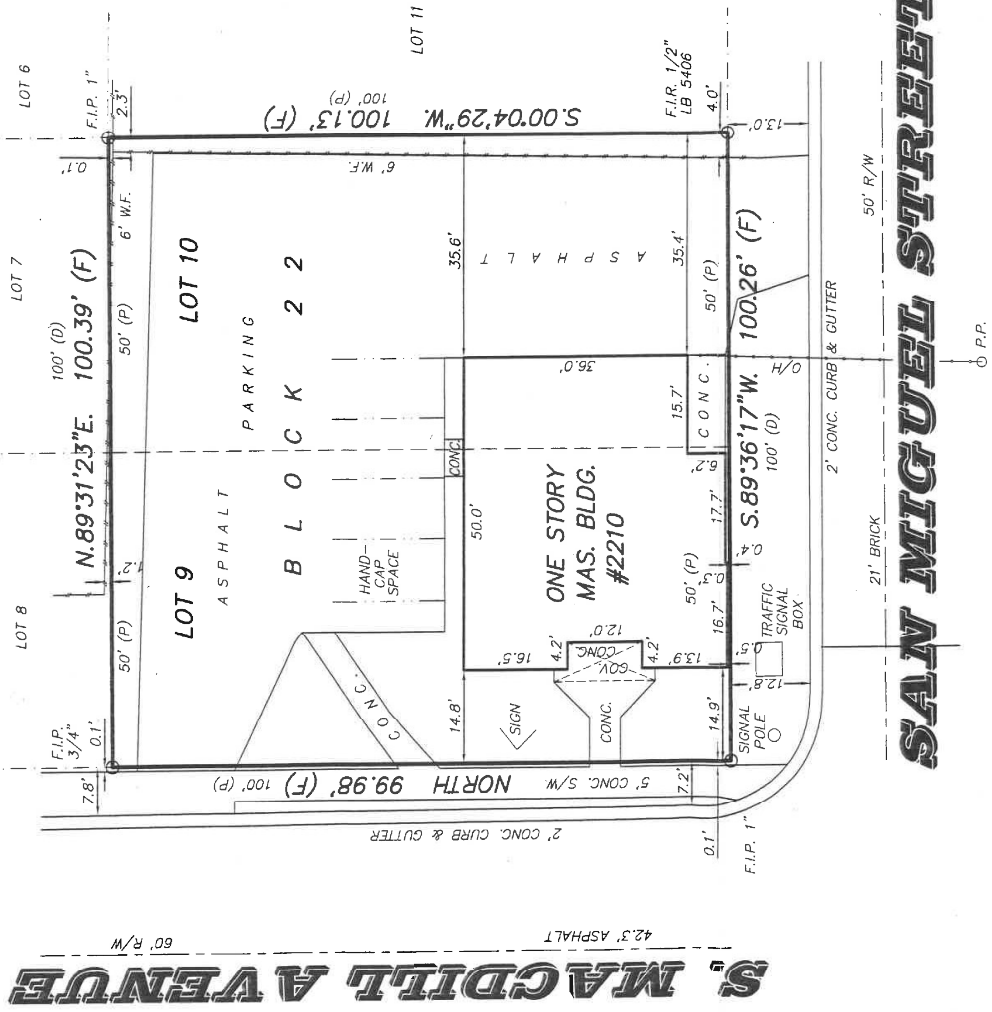 LOT 6
LOT 7
LOT 8
LOT 11
F.I.P. 1"
2.3'
S.00°04'29"W. 100.13' (F)
100' (P)
F.I.R. 1/2"
LB 5406
4.0'
13.0'
0.1'
6' W.F.
6' W.F.
100' (D)
N.89°31'23"E. 100.39' (F)
50' (P)
LOT 10
PARKING
BLOCK 22
35.6'
ASPHALT
35.4'
50' (P)
S.89°36'17"W. 100.26' (F)
100' (D)
50' R/W
SAN MIGUEL STREET
36.0'
15.7'
CONC.
O/H
P.P.
2' CONC. CURB & GUTTER
CONC.
6.2'
17.7'
50.0'
ONE STORY
MAS. BLDG.
#2210
0.4'
0.3'
50' (P)
16.7'
21' BRICK
1.2'
LOT 9
ASPHALT
HAND-
CAP
SPACE
50' (P)
12.0'
CONC.
COV.
4.2'
4.2'
16.5'
13.9'
0.5'
TRAFFIC
SIGNAL
BOX
12.8'
CONC.
14.8'
SIGN
CONC.
14.9'
SIGNAL
POLE
F.I.P.
3/4"
0.1'
7.8'
NORTH 99.98' (F)
100' (P)
5' CONC. S/W
7.2'
2' CONC. CURB & GUTTER
0.1'
F.I.P. 1"
60' R/W
42.3' ASPHALT
S. MACDILL AVENUE